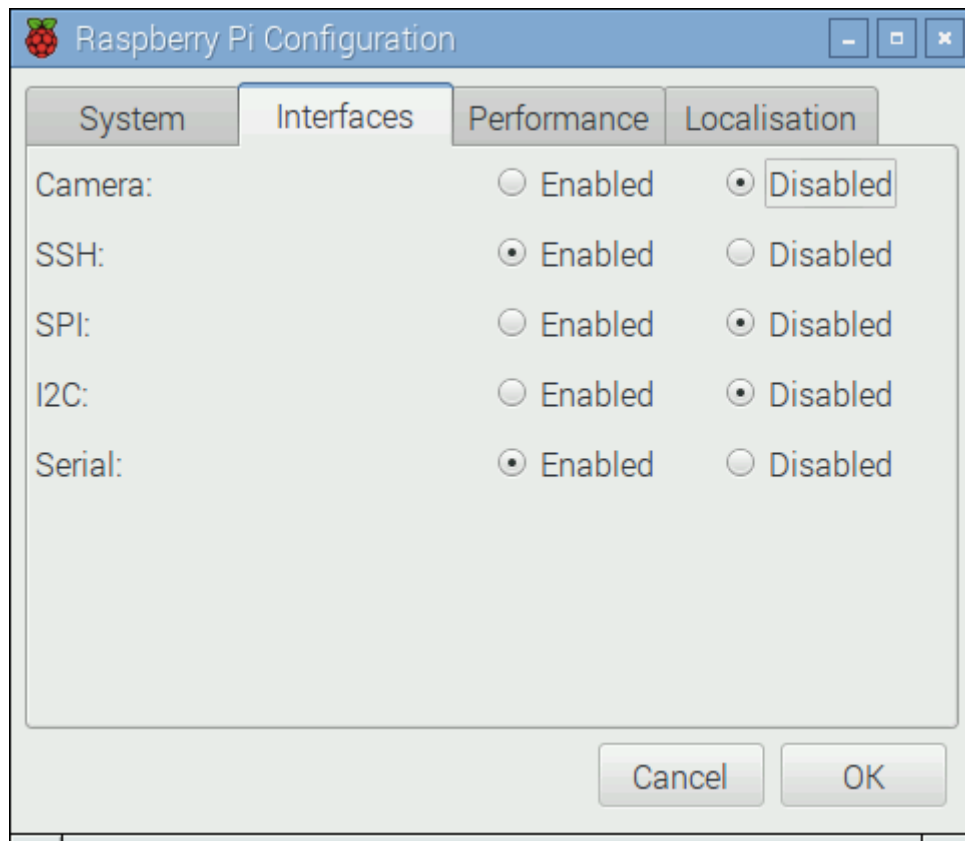 Raspberry Pi Configuration
System Interfaces Performance Localisation
Camera: Enabled Disabled
SSH: Enabled Disabled
SPI: Enabled Disabled
I2C: Enabled Disabled
Serial: Enabled Disabled
Cancel OK